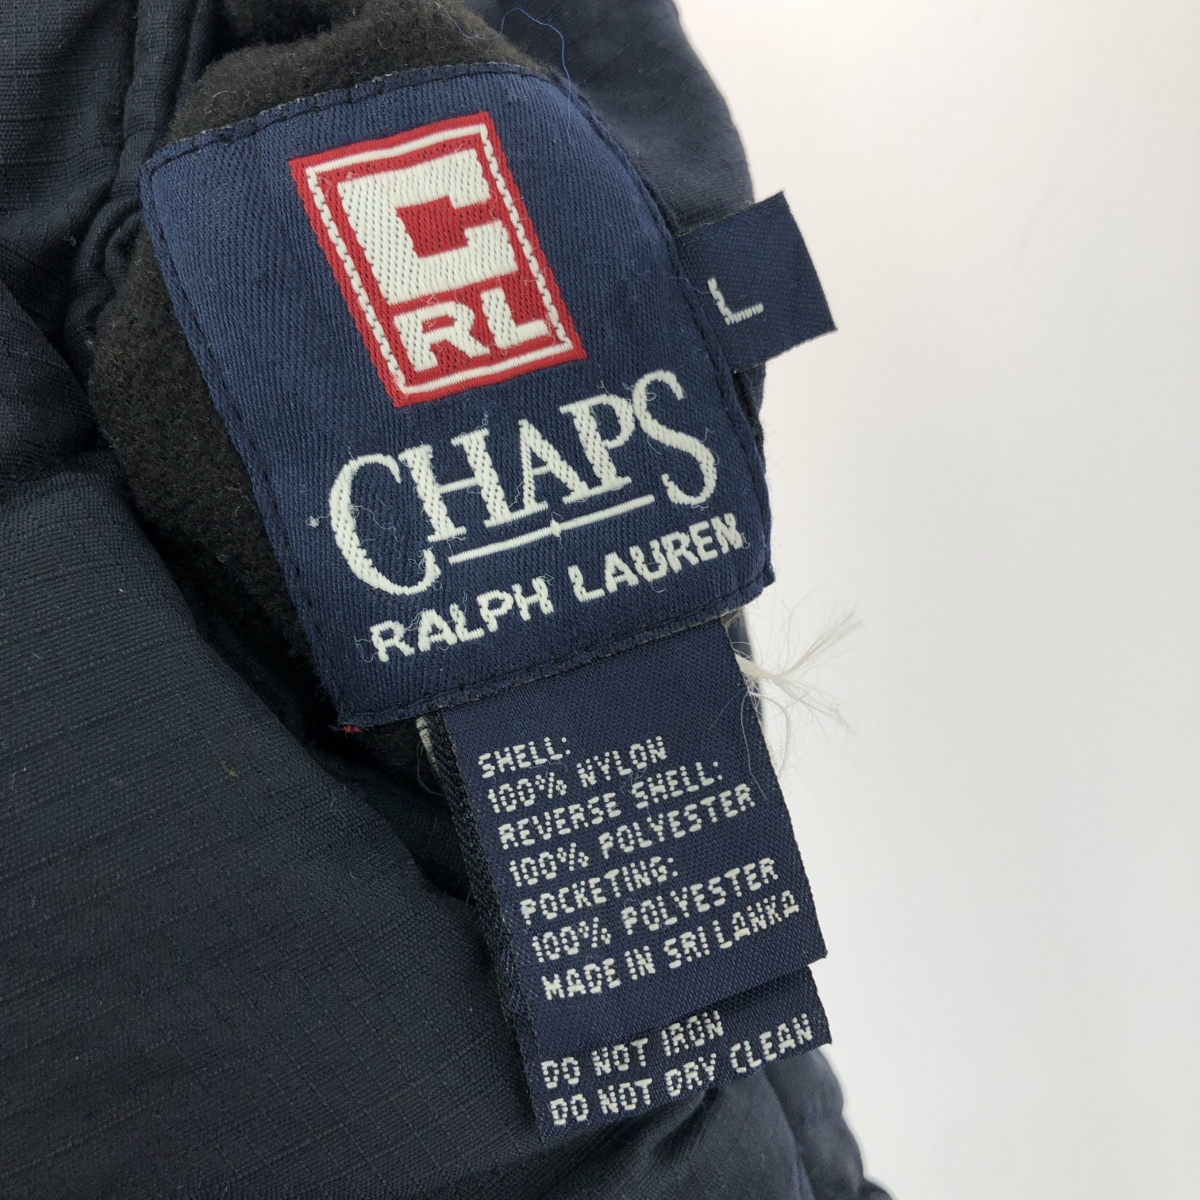 C
RL
L
CHAPS
RALPH LAUREN
SHELL:
100% NYLON
REVERSE SHELL:
100% POLYESTER
POCKETING:
100% POLYESTER
MADE IN SRI LANKA
DO NOT IRON
DO NOT DRY CLEAN